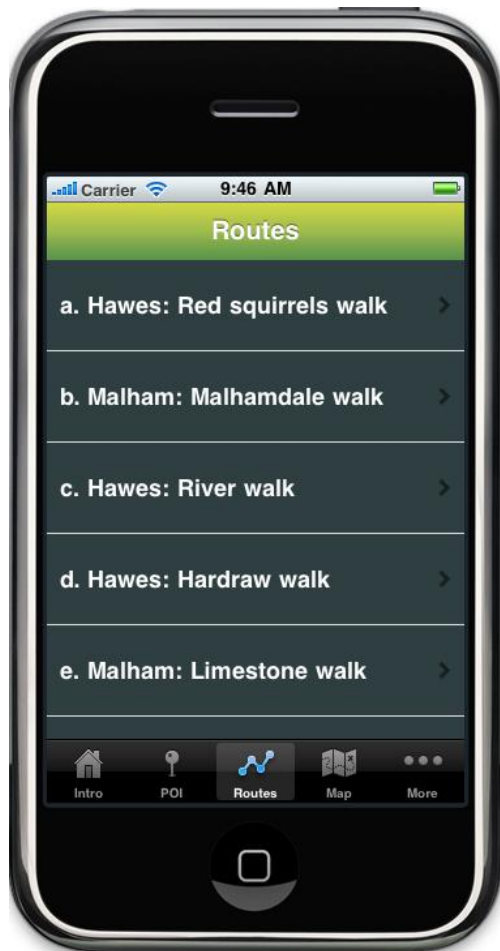 Carrier 9:46 AM
Routes
a. Hawes: Red squirrels walk
b. Malham: Malhamdale walk
c. Hawes: River walk
d. Hawes: Hardraw walk
e. Malham: Limestone walk
Intro POI Routes Map More